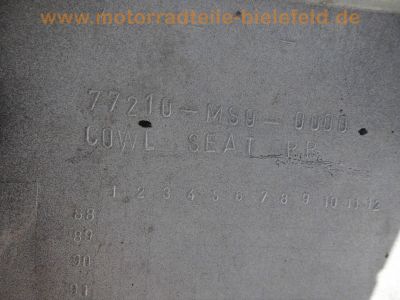 www.motorradteile-bielefeld.de
77210-MS9-0000
COWL SEAT RR
1 2 3 4 5 6 7 8 9 10 11 12
88
89
90
91